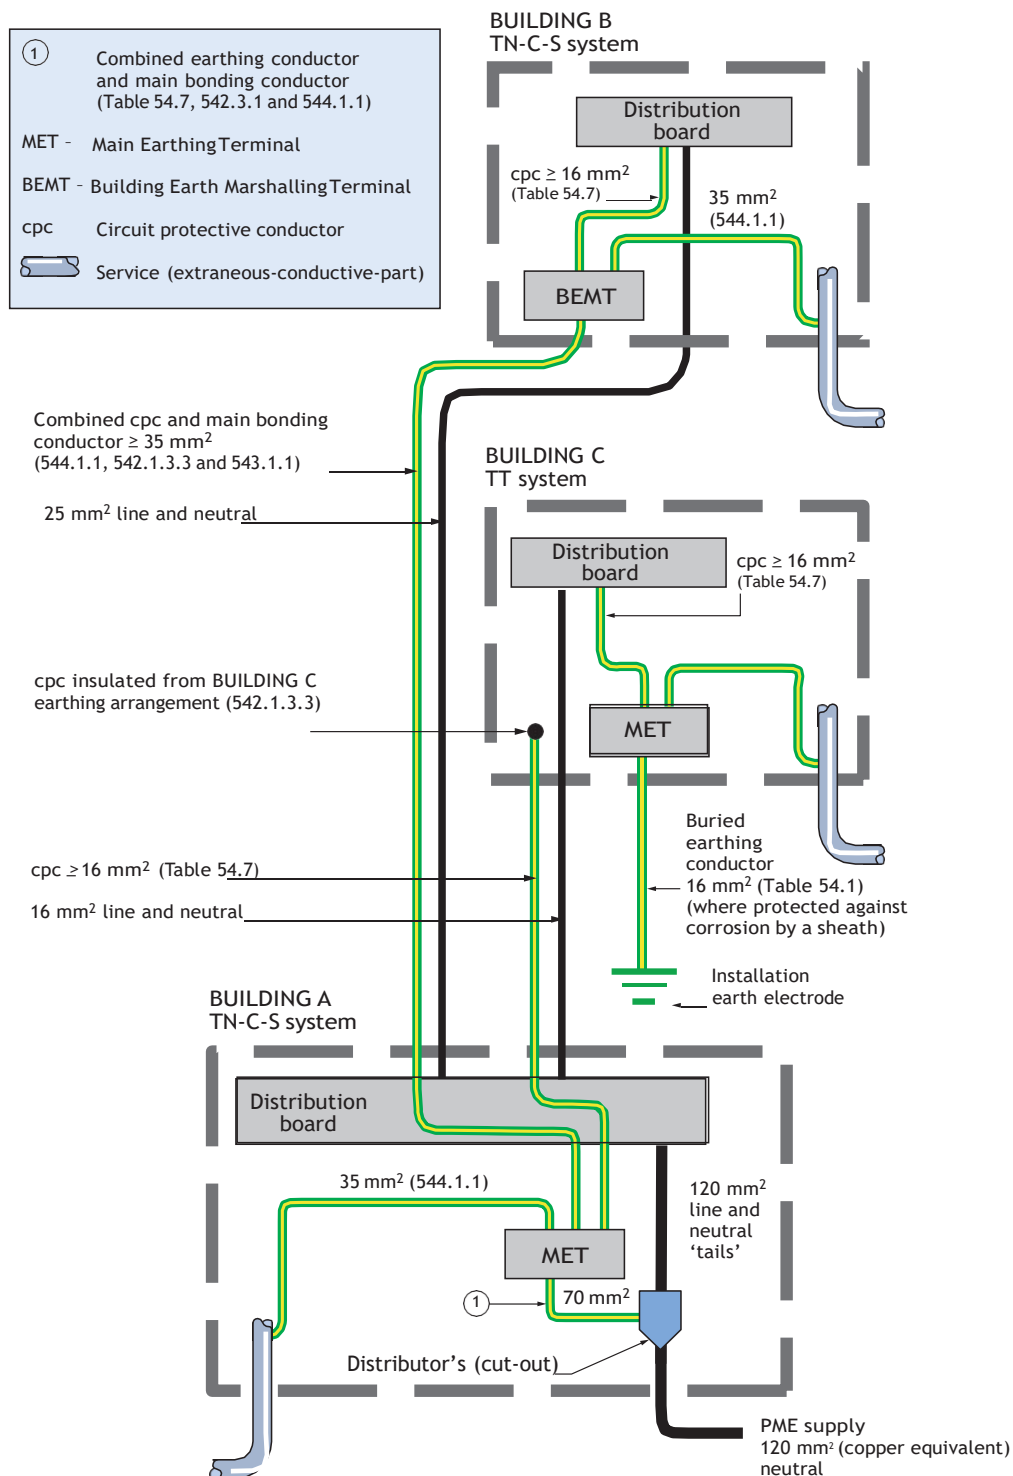 BUILDING B
TN-C-S system
1
Combined earthing conductor
and main bonding conductor
(Table 54.7, 542.3.1 and 544.1.1)
MET - Main Earthing Terminal
BEMT - Building Earth Marshalling Terminal
cpc Circuit protective conductor
Service (extraneous-conductive-part)
Distribution
board
cpc ≥ 16 mm²
(Table 54.7)
35 mm²
(544.1.1)
BEMT
Combined cpc and main bonding
conductor ≥ 35 mm²
(544.1.1, 542.1.3.3 and 543.1.1)
25 mm² line and neutral
BUILDING C
TT system
Distribution
board
cpc ≥ 16 mm²
(Table 54.7)
cpc insulated from BUILDING C
earthing arrangement (542.1.3.3)
MET
Buried
earthing
conductor
16 mm² (Table 54.1)
(where protected against
corrosion by a sheath)
cpc ≥16 mm² (Table 54.7)
16 mm² line and neutral
Installation
earth electrode
BUILDING A
TN-C-S system
Distribution
board
35 mm² (544.1.1)
120 mm²
line and
neutral
‘tails’
MET
1
70 mm²
Distributor's (cut-out)
PME supply
120 mm² (copper equivalent)
neutral